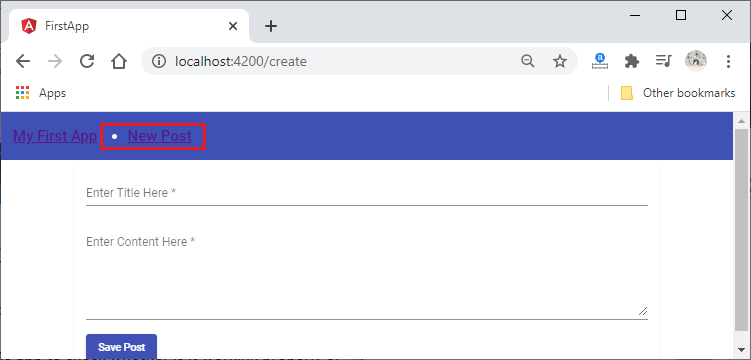 FirstApp
localhost:4200/create
Apps
Other bookmarks
My First App • New Post
Enter Title Here *
Enter Content Here *
Save Post